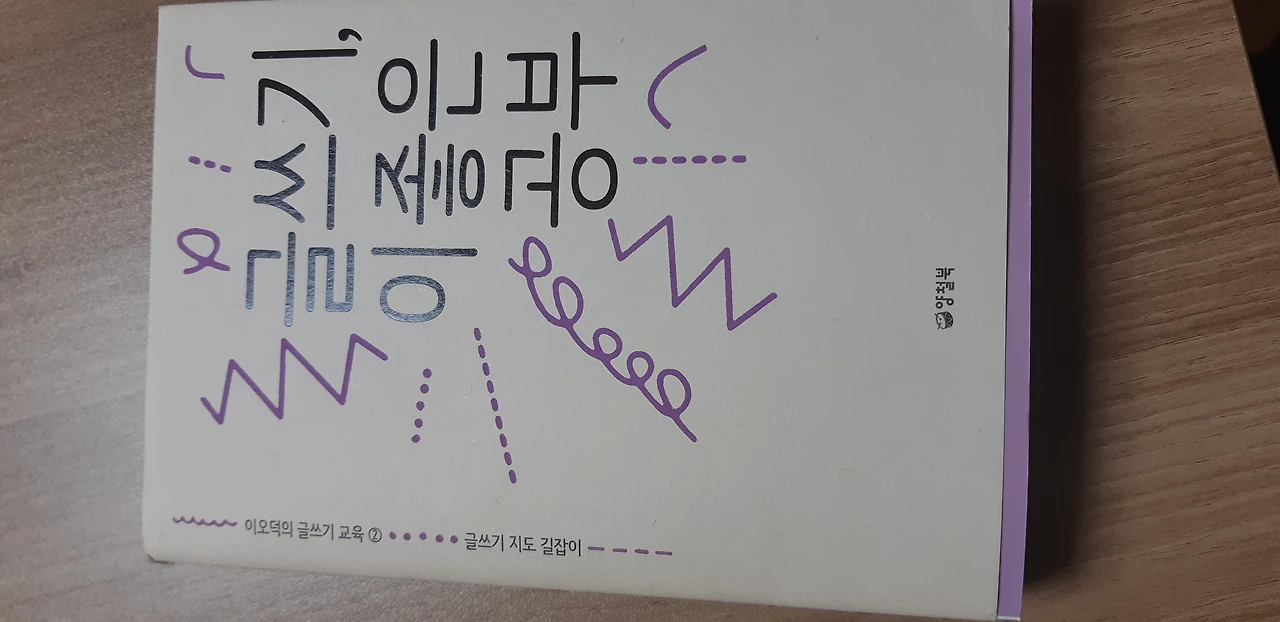 글쓰기,
이 좋은
공부
이오덕의 글쓰기 교육 ②
글쓰기 지도 길잡이
양철북